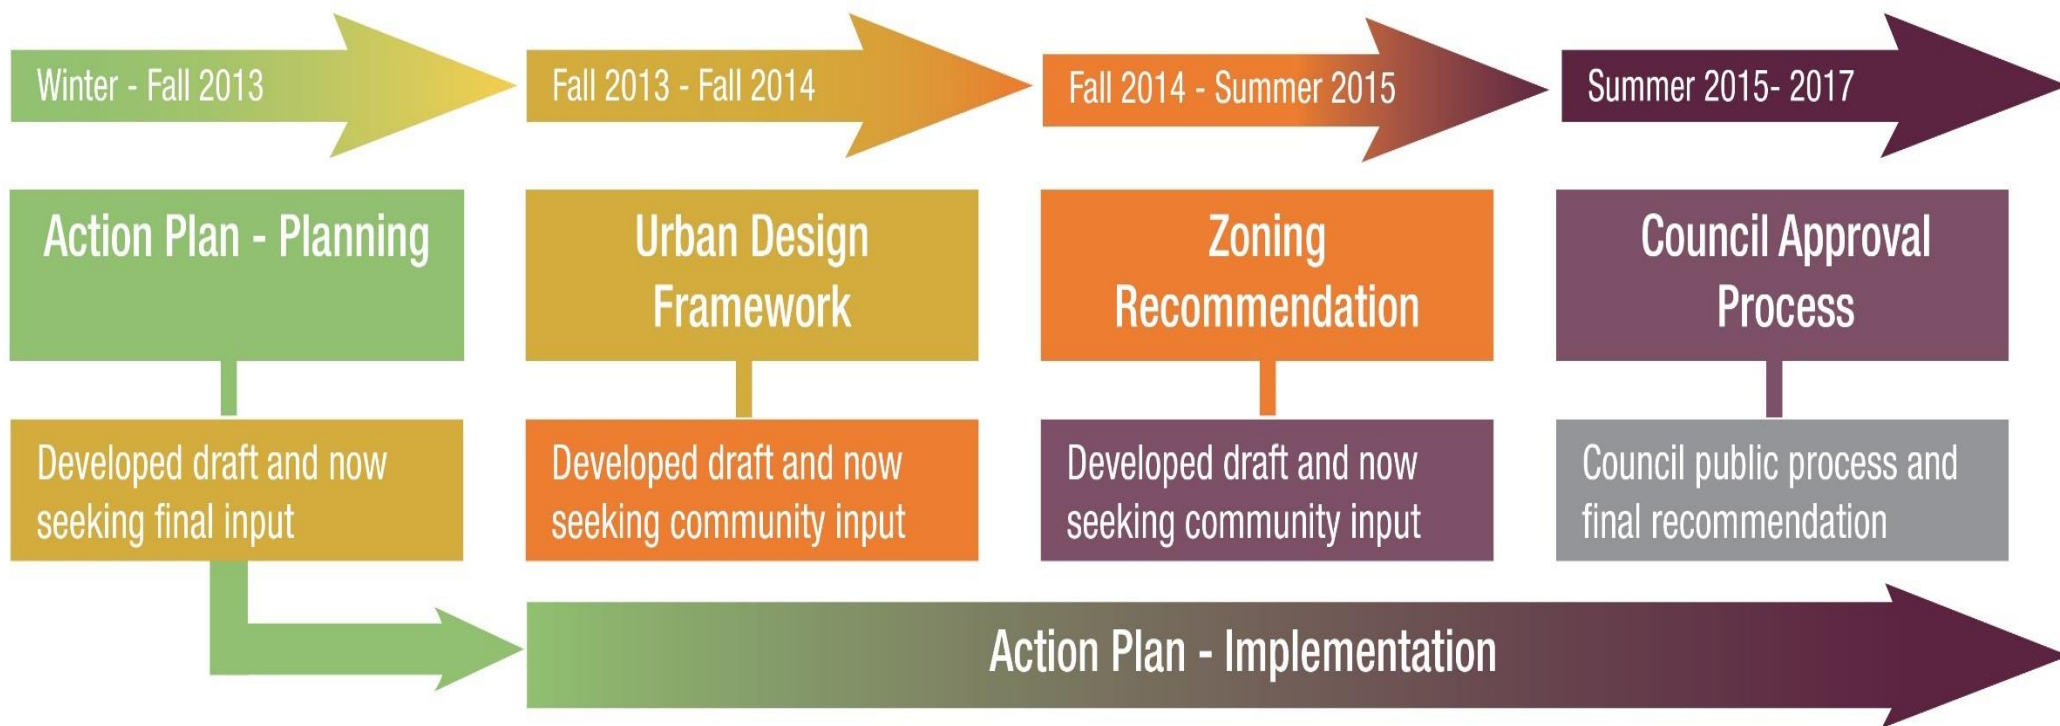 Winter - Fall 2013
Fall 2013 - Fall 2014
Fall 2014 - Summer 2015
Summer 2015- 2017
Action Plan - Planning
Urban Design
Framework
Zoning
Recommendation
Council Approval
Process
Developed draft and now
seeking final input
Developed draft and now
seeking community input
Developed draft and now
seeking community input
Council public process and
final recommendation
Action Plan - Implementation